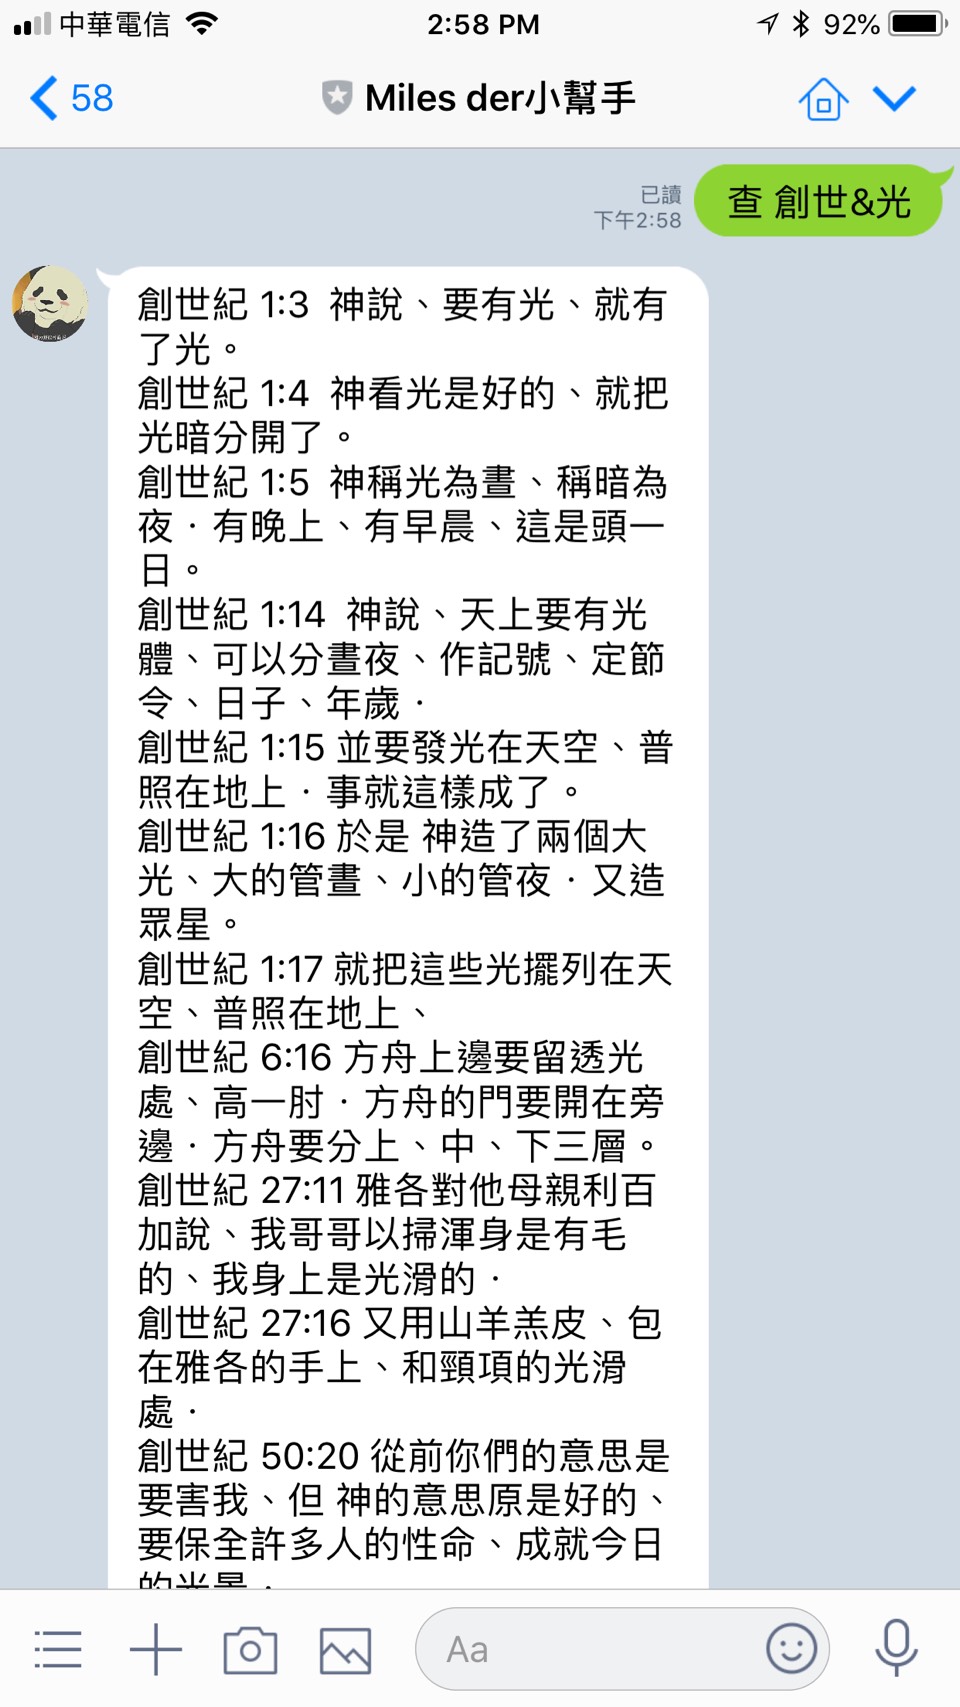 中華電信 2:58 PM 92%
58 Miles der小幫手
查 創世&光
已讀
下午2:58
創世紀 1:3 神說、要有光、就有
了光。
創世紀 1:4 神看光是好的、就把
光暗分開了。
創世紀 1:5 神稱光為晝、稱暗為
夜．有晚上、有早晨、這是頭一
日。
創世紀 1:14 神說、天上要有光
體、可以分晝夜、作記號、定節
令、日子、年歲．
創世紀 1:15 並要發光在天空、普
照在地上．事就這樣成了。
創世紀 1:16 於是 神造了兩個大
光、大的管晝、小的管夜．又造
眾星。
創世紀 1:17 就把這些光擺列在天
空、普照在地上、
創世紀 6:16 方舟上邊要留透光
處、高一肘．方舟的門要開在旁
邊．方舟要分上、中、下三層。
創世紀 27:11 雅各對他母親利百
加說、我哥哥以掃渾身是有毛
的、我身上是光滑的．
創世紀 27:16 又用山羊羔皮、包
在雅各的手上、和頸項的光滑
處．
創世紀 50:20 從前你們的意思是
要害我、但 神的意思原是好的、
要保全許多人的性命、成就今日
的光景．
Aa